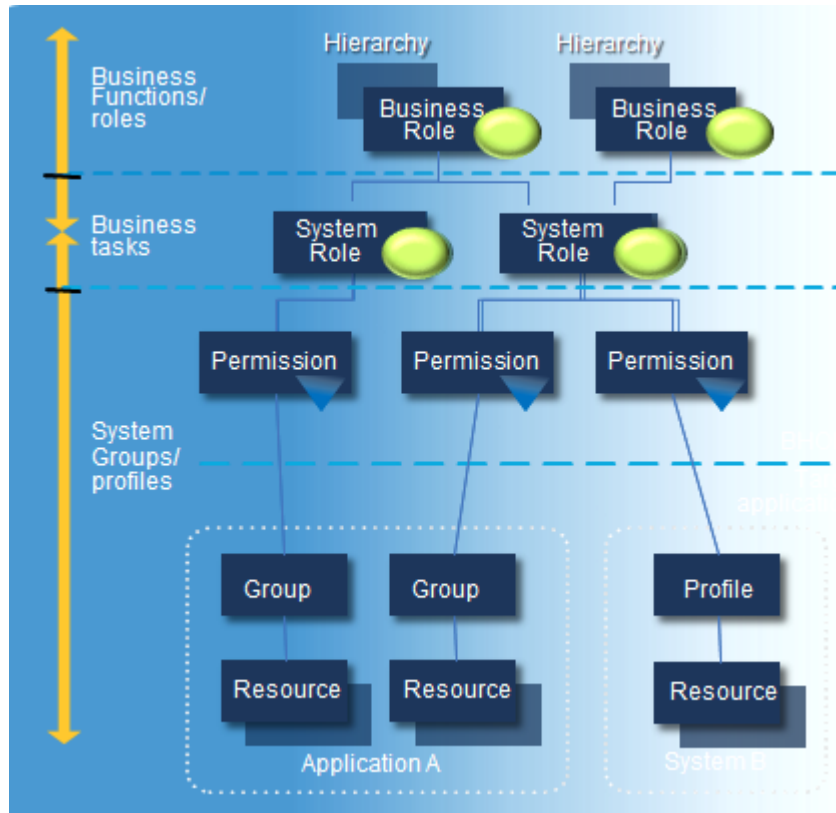 Hierarchy
Hierarchy
Business
Functions/
roles
Business
Role
Business
Role
Business
tasks
System
Role
System
Role
Permission
Permission
Permission
System
Groups/
profiles
Group
Group
Profile
Resource
Resource
Resource
Application A
System B